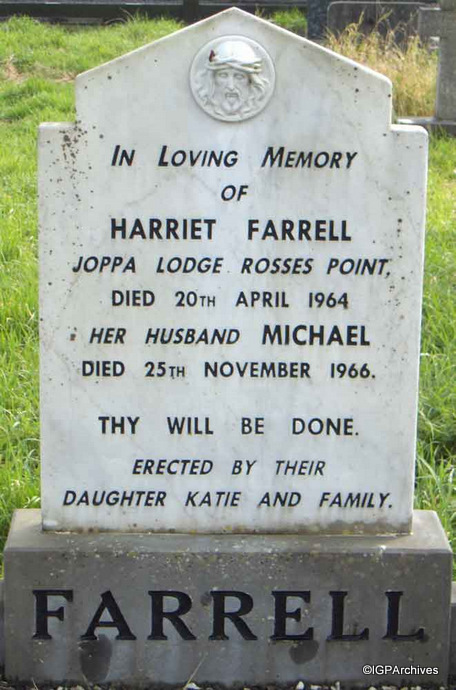 In Loving Memory
OF
HARRIET FARRELL
JOPPA LODGE ROSSES POINT,
DIED 20TH APRIL 1964
HER HUSBAND MICHAEL
DIED 25TH NOVEMBER 1966.
THY WILL BE DONE.
ERECTED BY THEIR
DAUGHTER KATIE AND FAMILY.
FARRELL
©IGPArchives